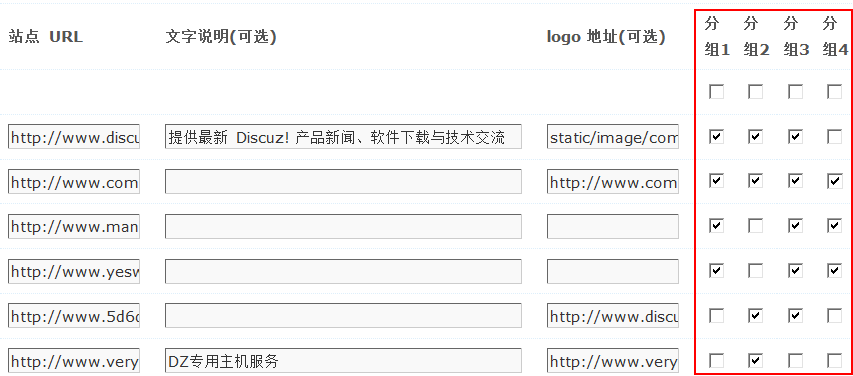 站点 URL 文字说明(可选) logo 地址(可选) 分组1 分组2 分组3 分组4
http://www.discu 提供最新 Discuz! 产品新闻、软件下载与技术交流 static/image/com
http://www.com http://www.com
http://www.man
http://www.yesw
http://www.5d6d http://www.discu
http://www.very DZ专用主机服务 http://www.very